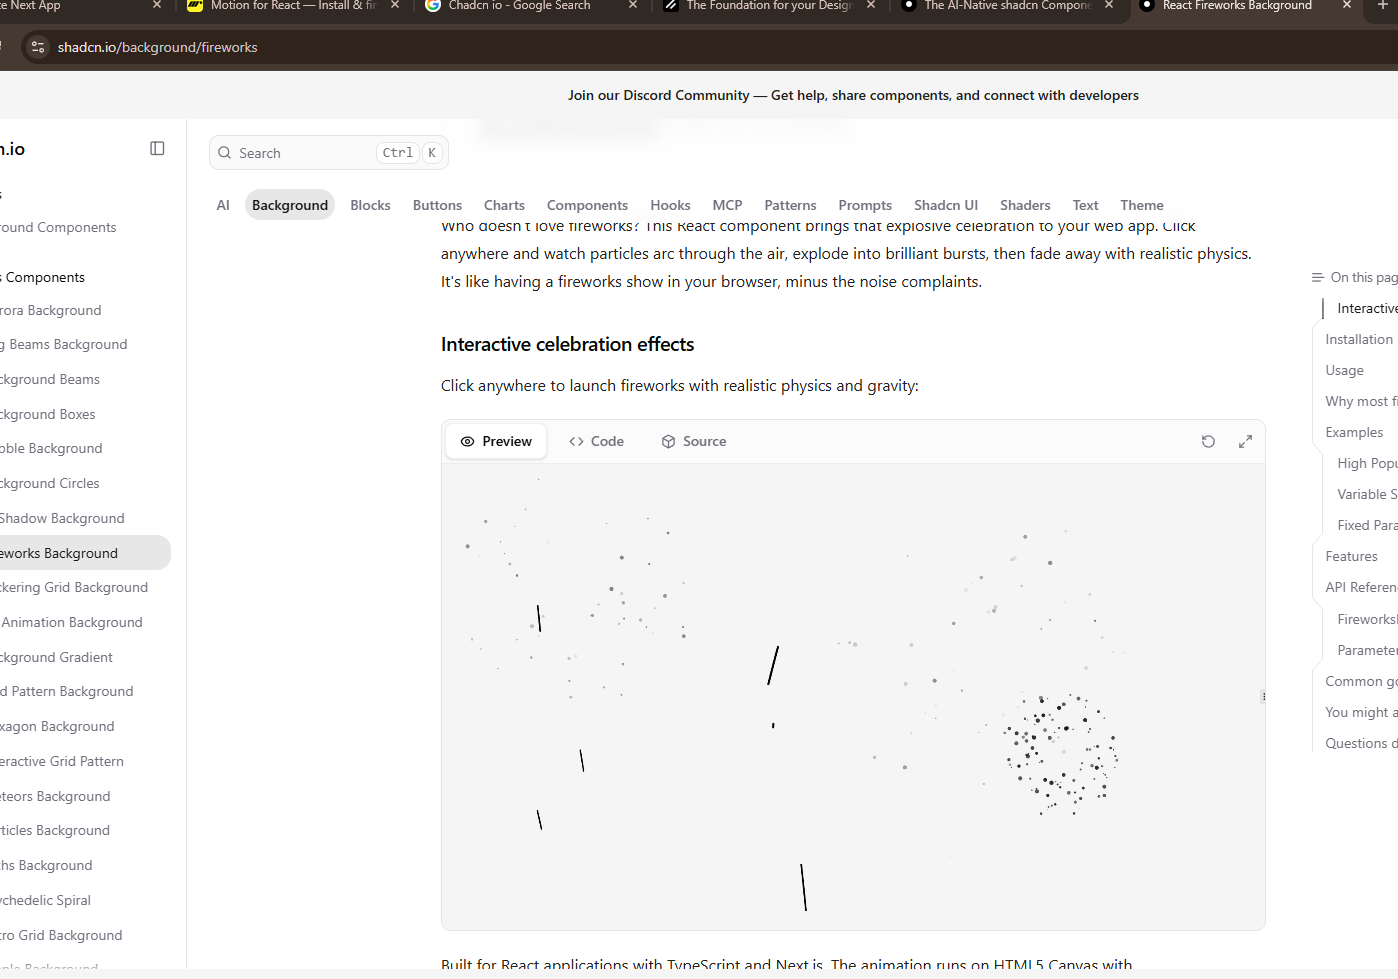 te Next App
Motion for React — Install & fir
Chadcn io - Google Search
The Foundation for your Design
The AI-Native shadcn Compone
React Fireworks Background
shadcn.io/background/fireworks
Join our Discord Community — Get help, share components, and connect with developers
n.io
Search
Ctrl K
AI Background Blocks Buttons Charts Components Hooks MCP Patterns Prompts Shadcn UI Shaders Text Theme
s
round Components
s Components
rora Background
g Beams Background
ckground Beams
ckground Boxes
bble Background
ckground Circles
Shadow Background
eworks Background
ckering Grid Background
Animation Background
ckground Gradient
d Pattern Background
xagon Background
eractive Grid Pattern
eteors Background
rticles Background
ths Background
ychedelic Spiral
tro Grid Background
Who doesn't love fireworks? This React component brings that explosive celebration to your web app. Click
anywhere and watch particles arc through the air, explode into brilliant bursts, then fade away with realistic physics.
It's like having a fireworks show in your browser, minus the noise complaints.
Interactive celebration effects
Click anywhere to launch fireworks with realistic physics and gravity:
Preview Code Source
Built for React applications with TypeScript and Next.js. The animation runs on HTML5 Canvas with
On this pag
Interactive
Installation
Usage
Why most fi
Examples
High Popu
Variable S
Fixed Para
Features
API Referen
Fireworks
Parameter
Common go
You might a
Questions d